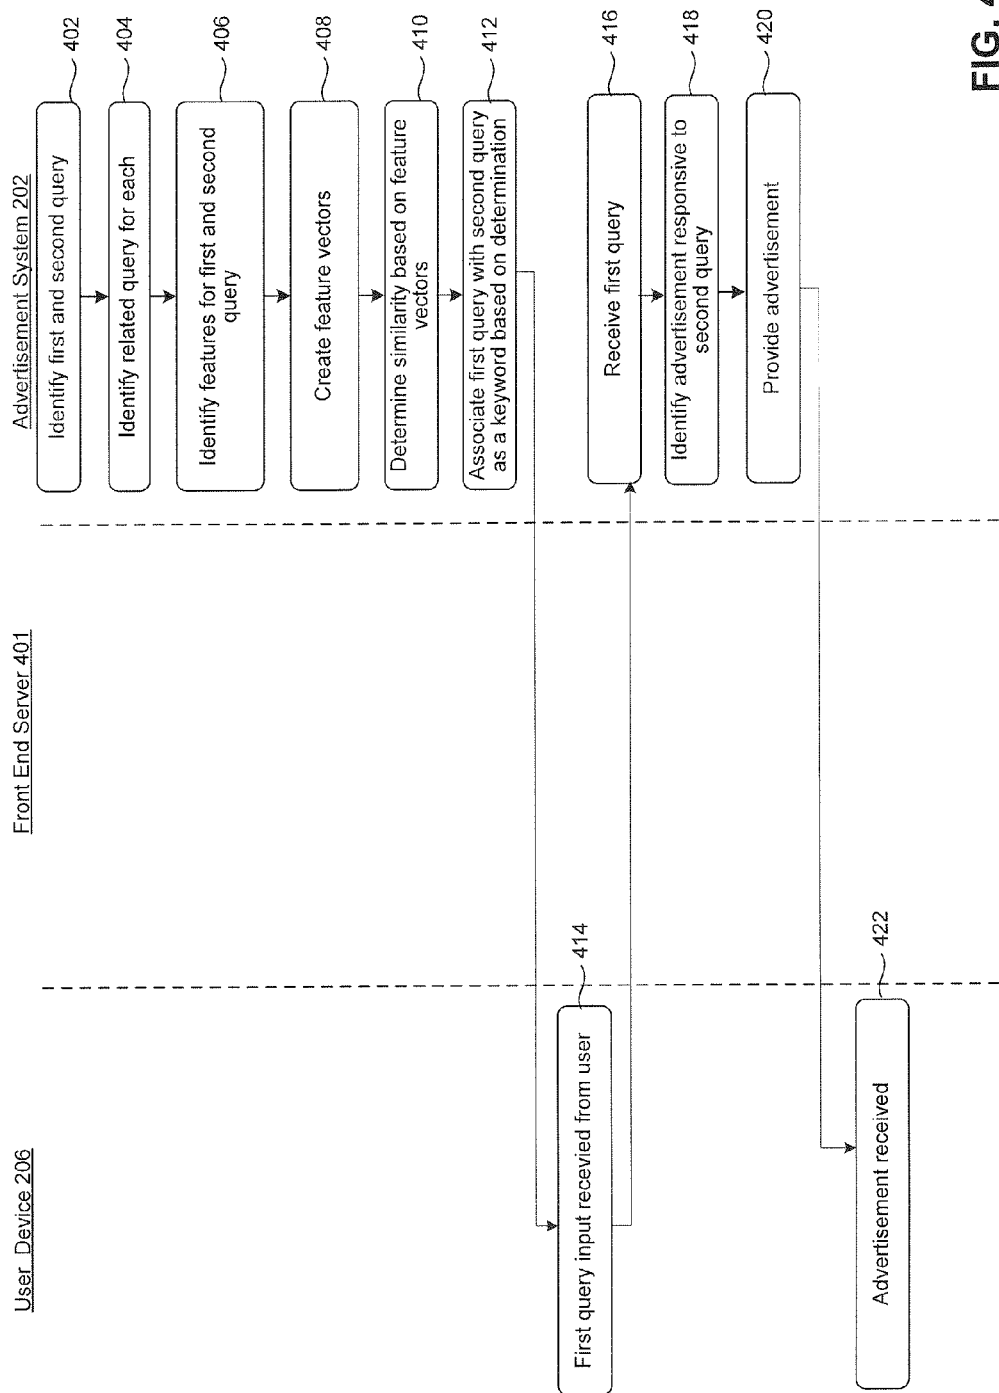 User Device 206
Front End Server 401
Advertisement System 202
Identify first and second query
402
Identify related query for each
404
Identify features for first and second
query
406
Create feature vectors
408
Determine similarity based on feature
vectors
410
Associate first query with second query
as a keyword based on determination
412
First query input recevied from user
414
Receive first query
416
Identify advertisement responsive to
second query
418
Provide advertisement
420
Advertisement received
422
FIG. 4